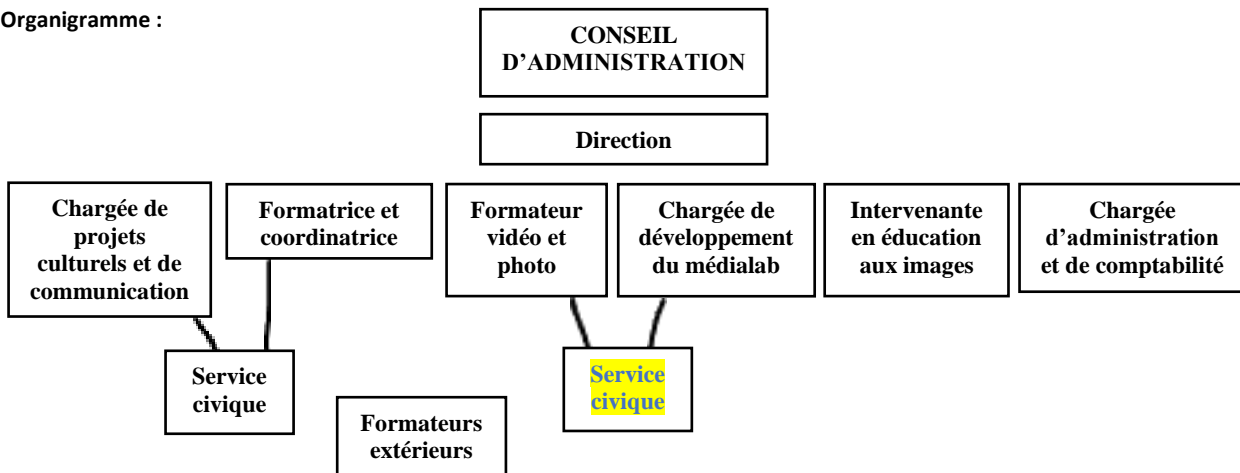 Organigramme :
CONSEIL
D’ADMINISTRATION
Direction
Chargée de
projets
culturels et de
communication
Formatrice et
coordinatrice
Formateur
vidéo et
photo
Chargée de
développement
du médialab
Intervenante
en éducation
aux images
Chargée
d’administration
et de comptabilité
Service
civique
Service
civique
Formateurs
extérieurs